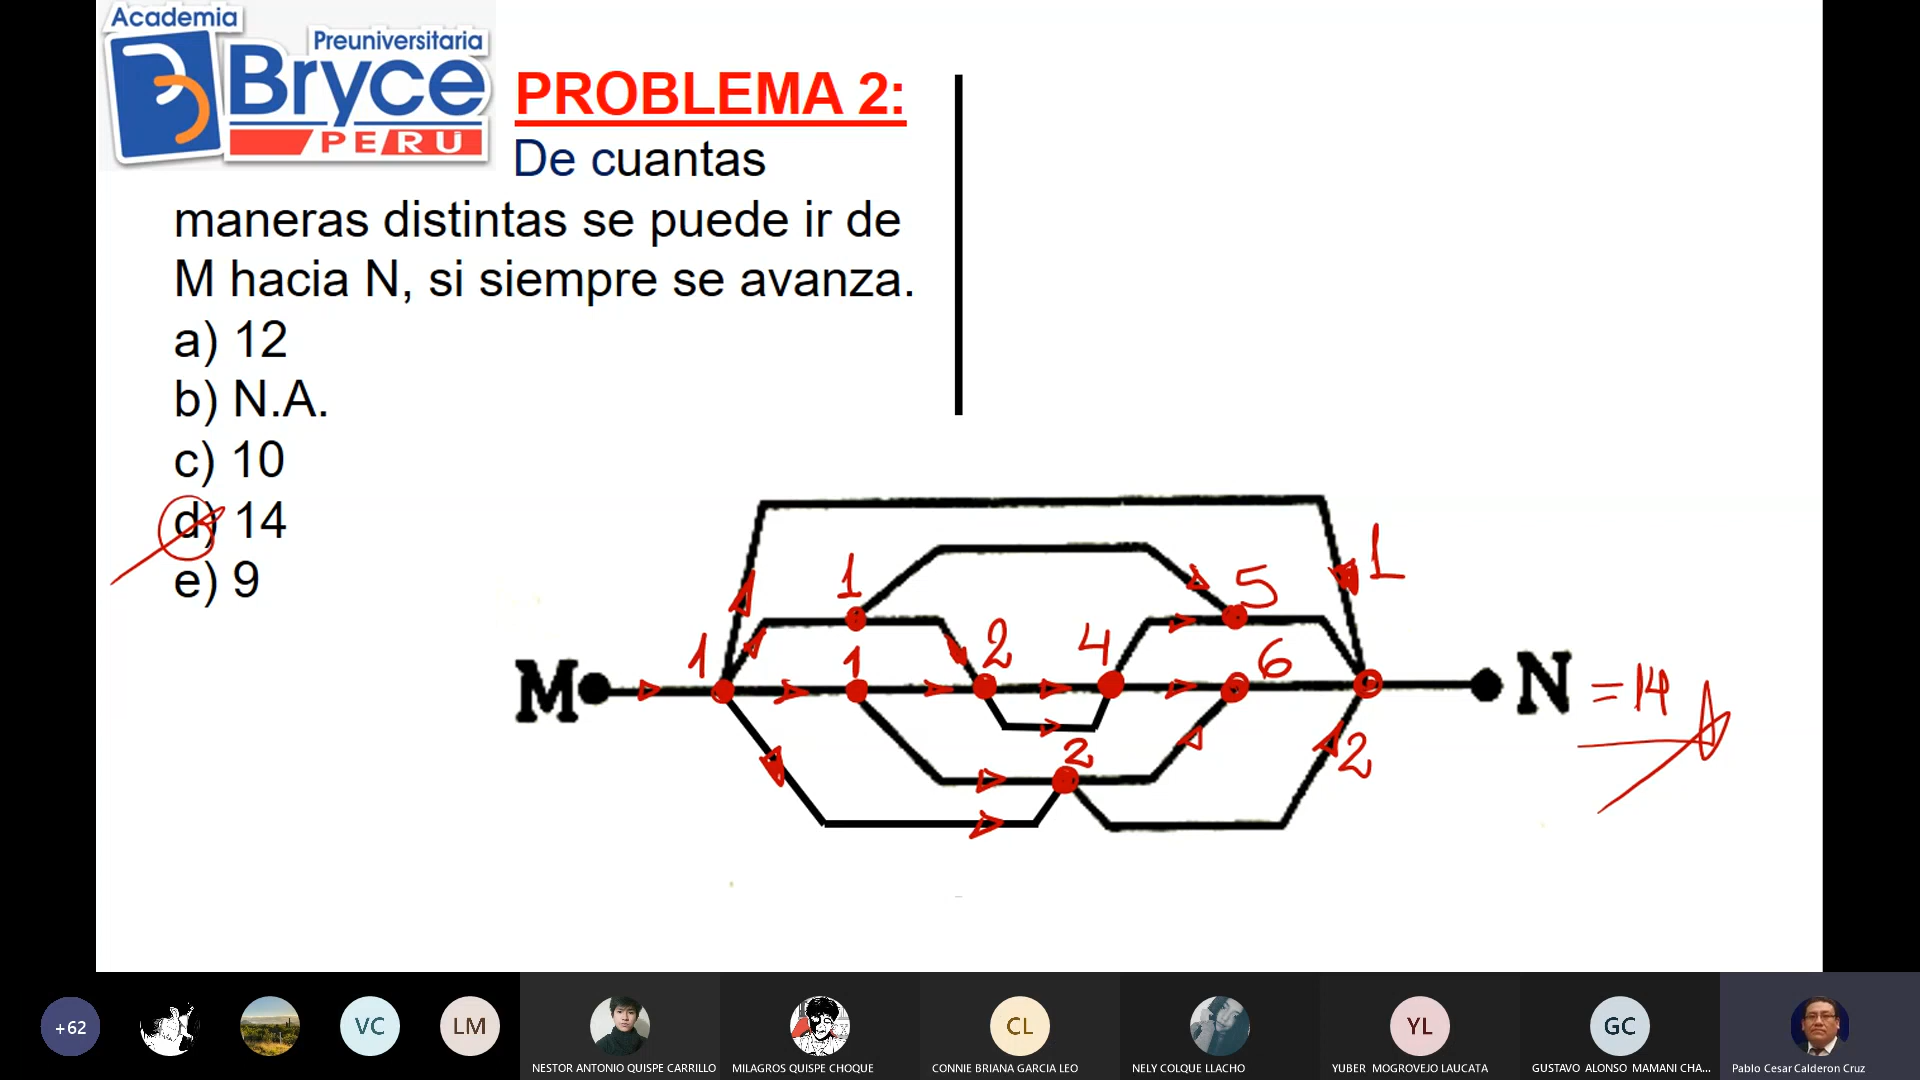 Academia
Preuniversitaria
Bryce
PERÚ
PROBLEMA 2:
De cuantas
maneras distintas se puede ir de
M hacia N, si siempre se avanza.
a) 12
b) N.A.
c) 10
d) 14
e) 9
1
1
5
1
1
2
4
6
M
N
= 14
2
2
+62
VC
LM
CL
YL
GC
NESTOR ANTONIO QUISPE CARRILLO
MILAGROS QUISPE CHOQUE
CONNIE BRIANA GARCIA LEO
NELY COLQUE LLACHO
YUBER MOGROVEJO LAUCATA
GUSTAVO ALONSO MAMANI CHA...
Pablo Cesar Calderon Cruz